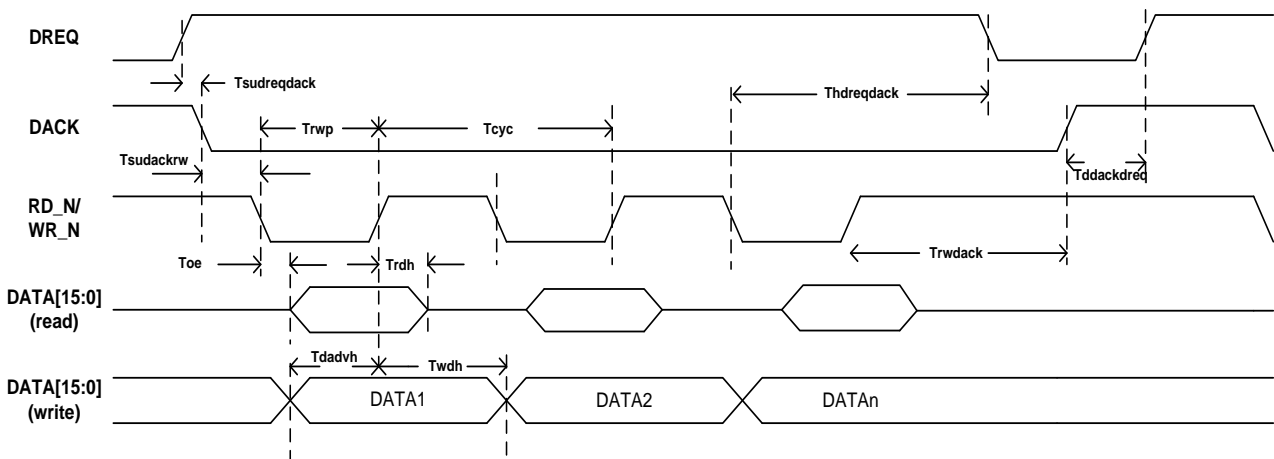 DREQ
Tsudreqdack
Thdreqdack
DACK
Trwp
Tcyc
Tsudackrw
Tddackdreq
RD_N/
WR_N
Toe
Trdh
Trwdack
DATA[15:0]
(read)
Tdadvh
Twdh
DATA[15:0]
(write)
DATA1
DATA2
DATAn